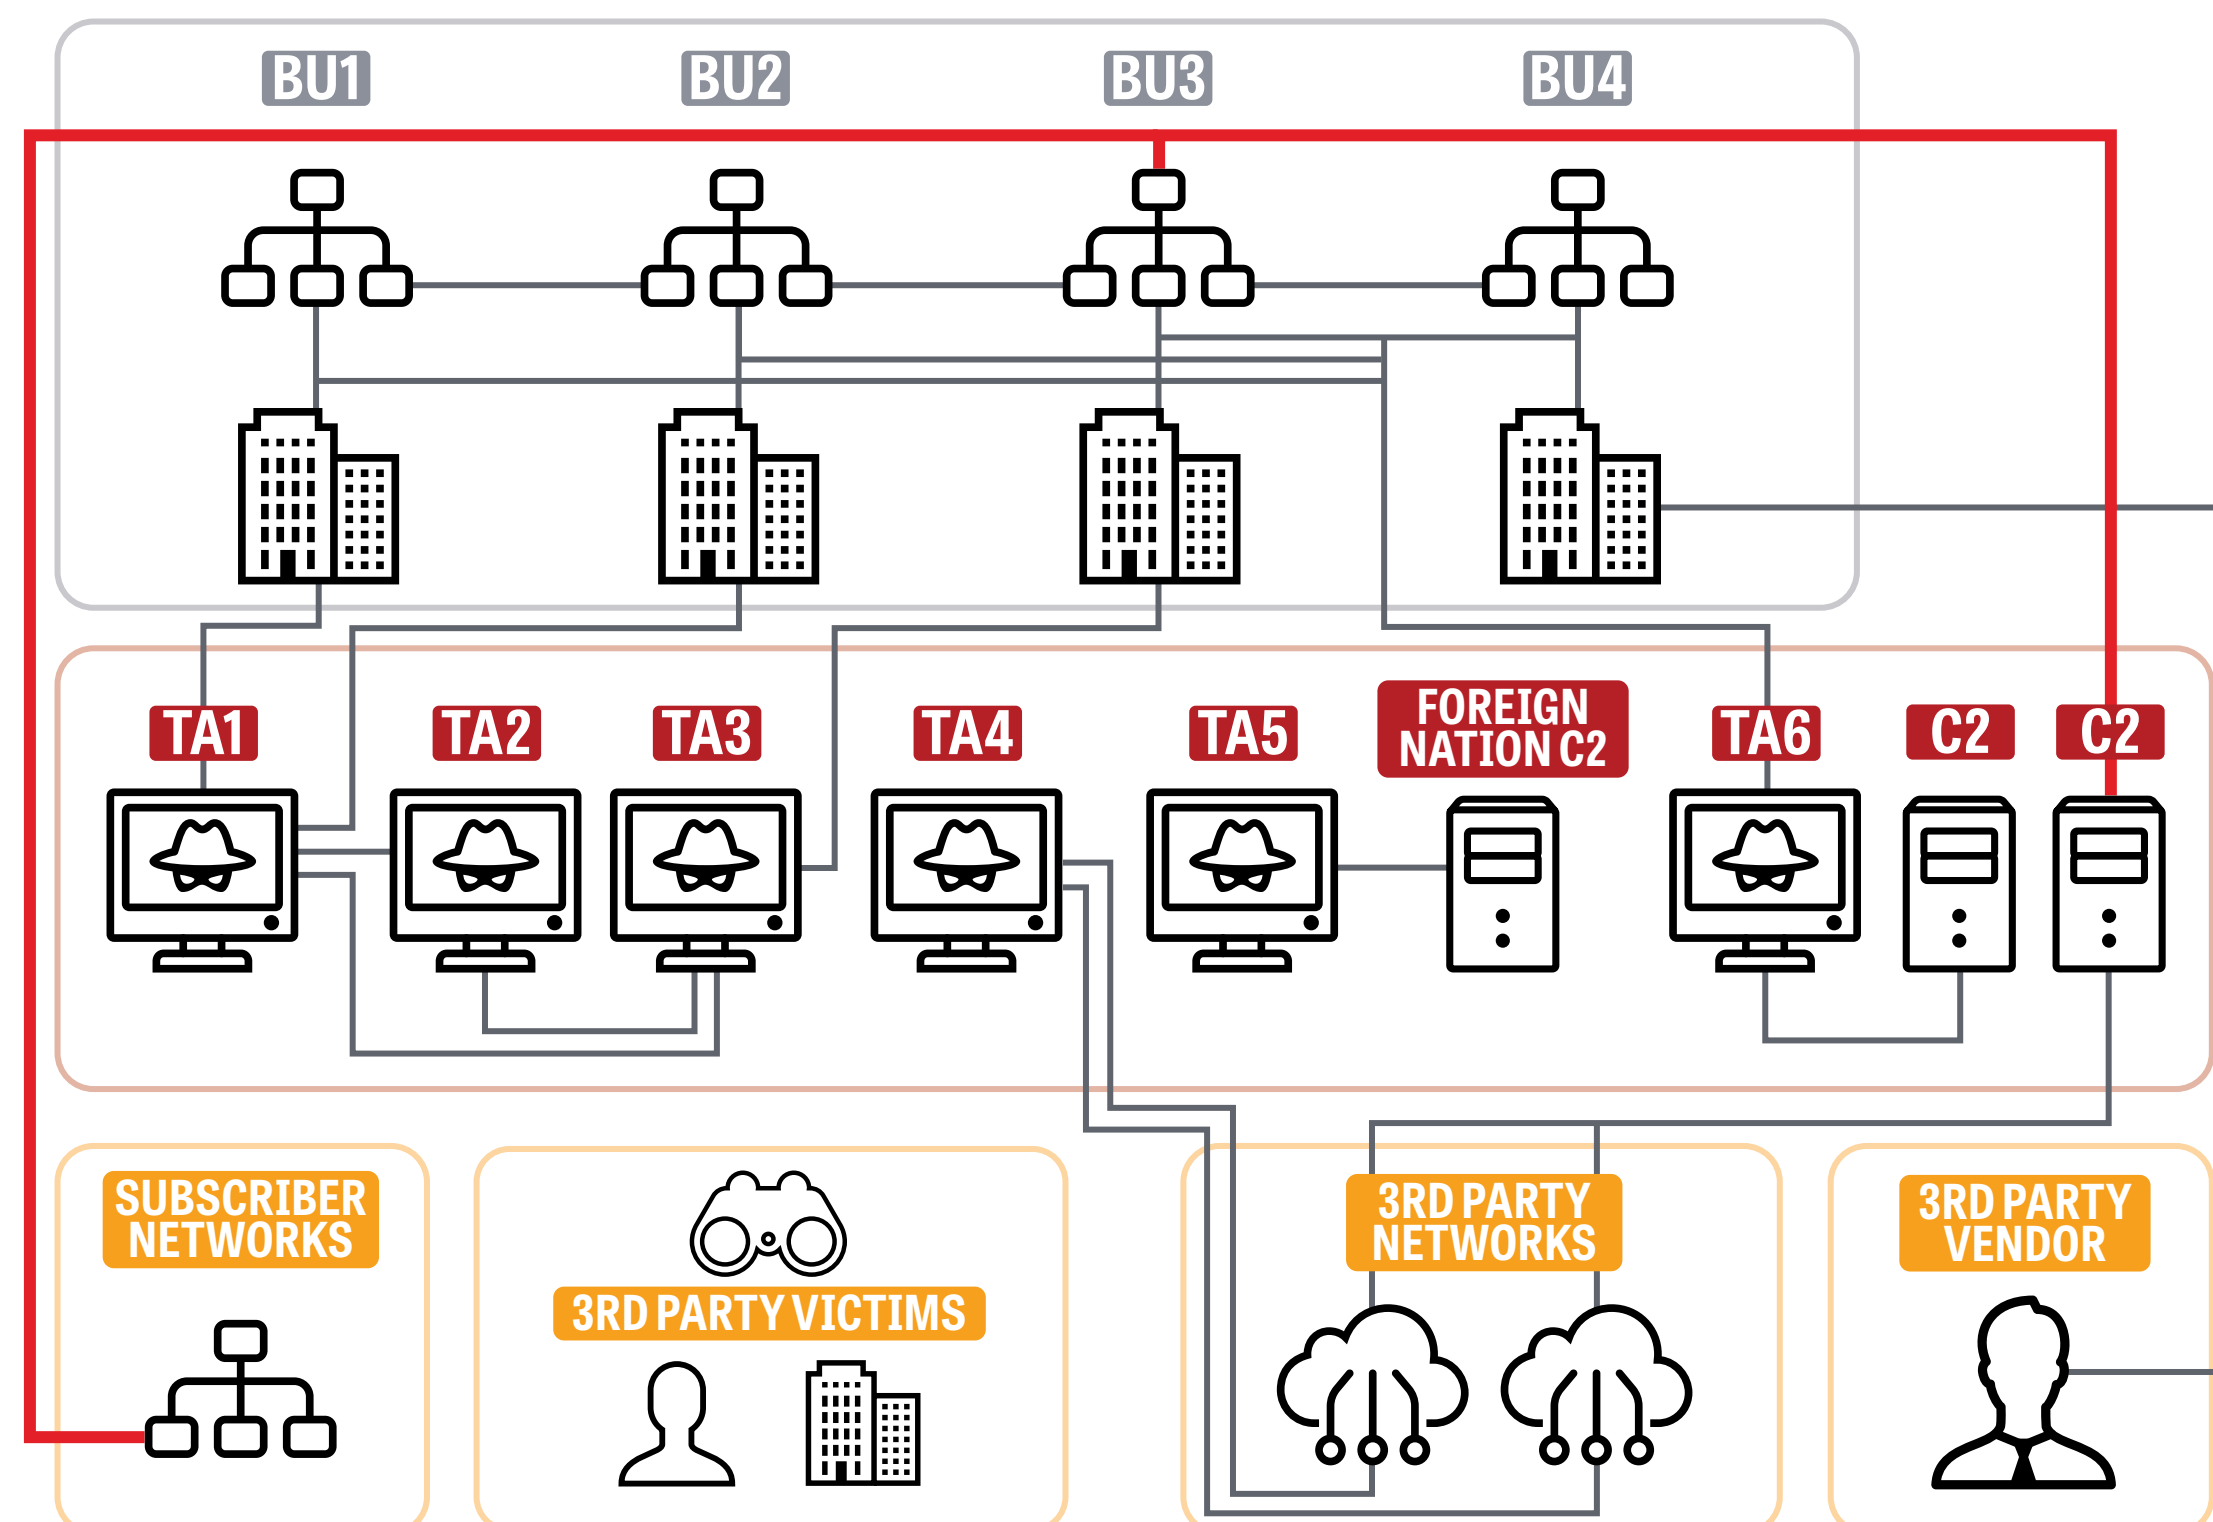 BU1
BU2
BU3
BU4
TA1
TA2
TA3
TA4
TA5
FOREIGN
NATION C2
TA6
C2
C2
SUBSCRIBER
NETWORKS
3RD PARTY VICTIMS
3RD PARTY
NETWORKS
3RD PARTY
VENDOR